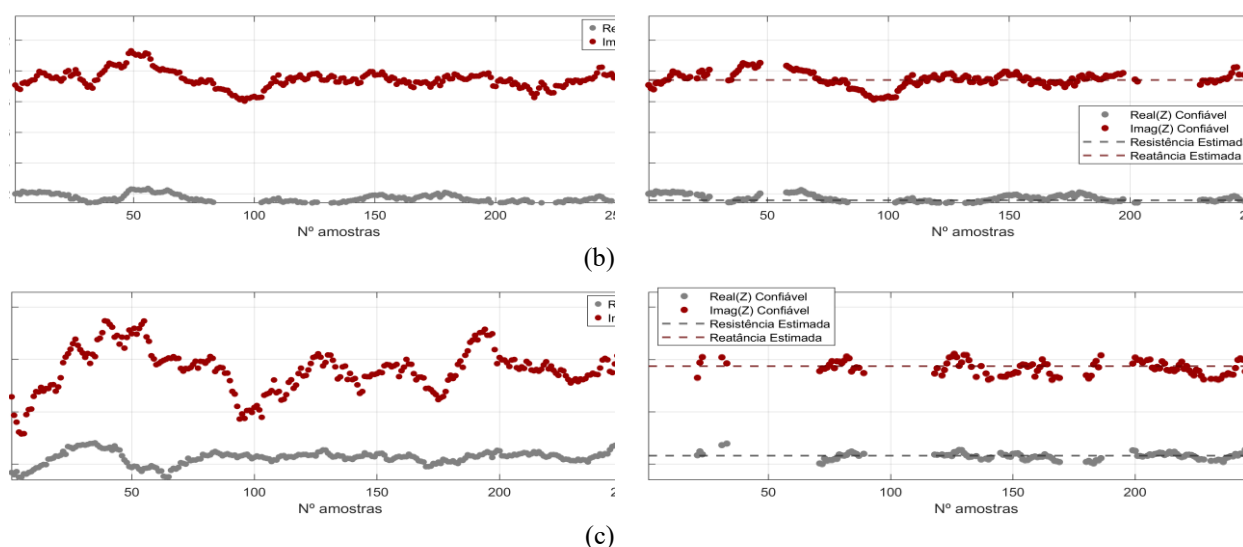 Re
Im
50
100
150
200
25
Nº amostras
Real(Z) Confiável
Imag(Z) Confiável
Resistência Estimad
Reatância Estimada
50
100
150
200
2
Nº amostras
(b)
R
Ir
50
100
150
200
250
Nº amostras
Real(Z) Confiável
Imag(Z) Confiável
Resistência Estimada
Reatância Estimada
50
100
150
200
Nº amostras
(c)